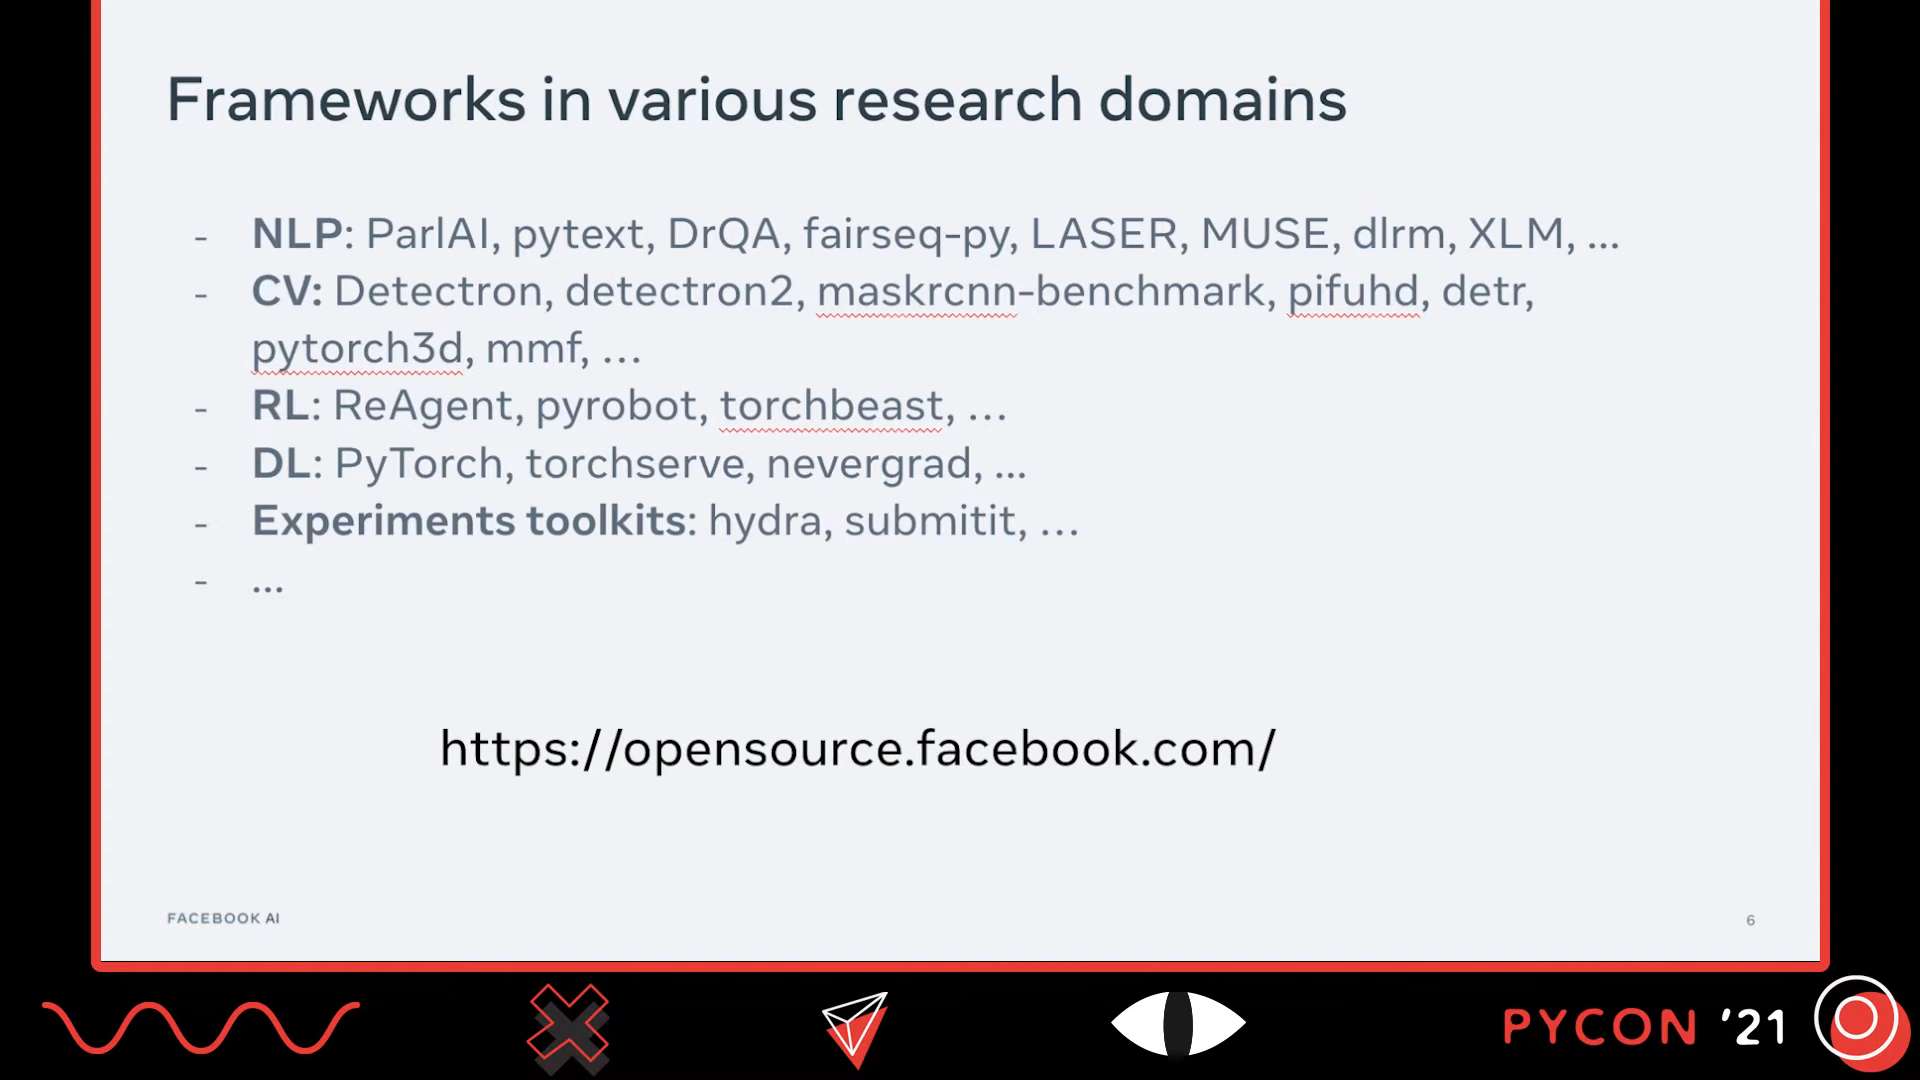 Frameworks in various research domains
- NLP: ParlAI, pytext, DrQA, fairseq-py, LASER, MUSE, dlrm, XLM, ...
- CV: Detectron, detectron2, maskrcnn-benchmark, pifuhd, detr,
pytorch3d, mmf, ...
- RL: ReAgent, pyrobot, torchbeast, ...
- DL: PyTorch, torchserve, nevergrad, ...
- Experiments toolkits: hydra, submitit, ...
- ...
https://opensource.facebook.com/
FACEBOOK AI
6
PYCON '21